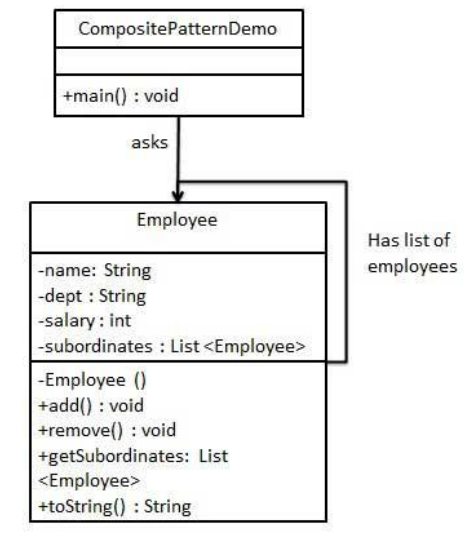 CompositePatternDemo
+main() : void
asks
Employee
Has list of
employees
-name: String
-dept : String
-salary : int
-subordinates : List <Employee>
-Employee ()
+add() : void
+remove() : void
+getSubordinates: List
<Employee>
+toString() : String